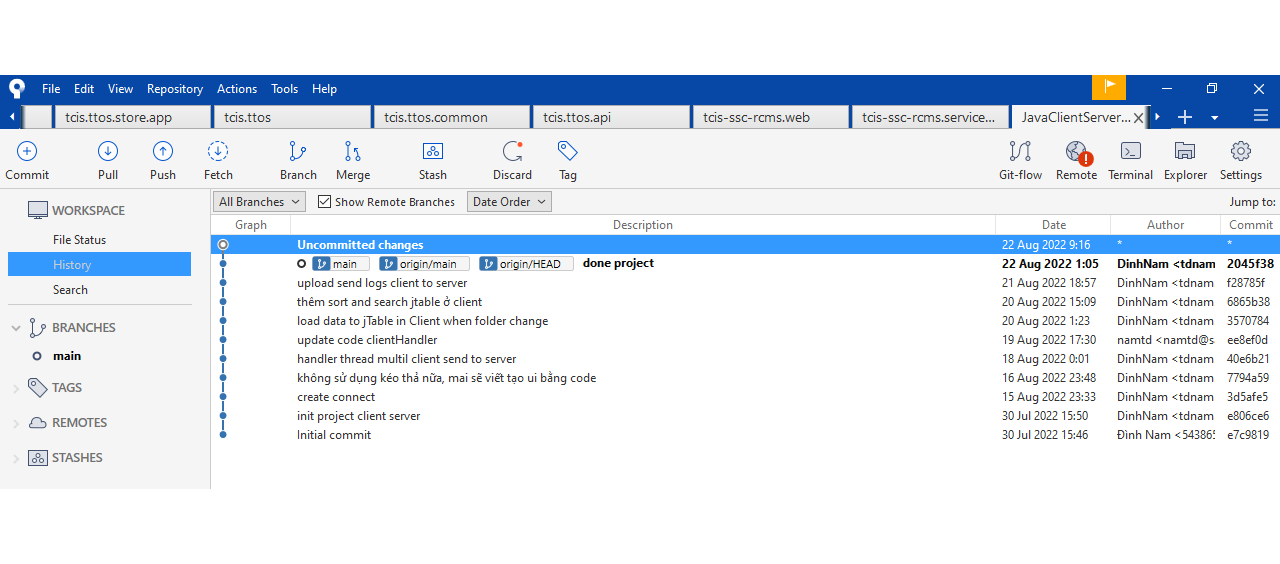 File Edit View Repository Actions Tools Help
tcis.ttos.store.app tcis.ttos tcis.ttos.common tcis.ttos.api tcis-ssc-rcms.web tcis-ssc-rcms.service... JavaClientServer...
Commit Pull Push Fetch Branch Merge Stash Discard Tag Git-flow Remote Terminal Explorer Settings
WORKSPACE
File Status
History
Search
BRANCHES
main
TAGS
REMOTES
STASHES
All Branches Show Remote Branches Date Order Jump to:
Graph Description Date Author Commit
Uncommitted changes 22 Aug 2022 9:16 * *
main origin/main origin/HEAD done project 22 Aug 2022 1:05 DinhNam <tdnam 2045f38
upload send logs client to server 21 Aug 2022 18:57 DinhNam <tdnam f28785f
thêm sort and search jtable ở client 20 Aug 2022 15:09 DinhNam <tdnam 6865b38
load data to jTable in Client when folder change 20 Aug 2022 1:23 DinhNam <tdnam 3570784
update code clientHandler 19 Aug 2022 17:30 namtd <namtd@s ee8ef0d
handler thread multil client send to server 18 Aug 2022 0:01 DinhNam <tdnam 40e6b21
không sử dụng kéo thả nữa, mai sẽ viết tạo ui bằng code 16 Aug 2022 23:48 DinhNam <tdnam 7794a59
create connect 15 Aug 2022 23:33 DinhNam <tdnam 3d5afe5
init project client server 30 Jul 2022 15:50 DinhNam <tdnam e806ce6
Initial commit 30 Jul 2022 15:46 Đình Nam <543865 e7c9819